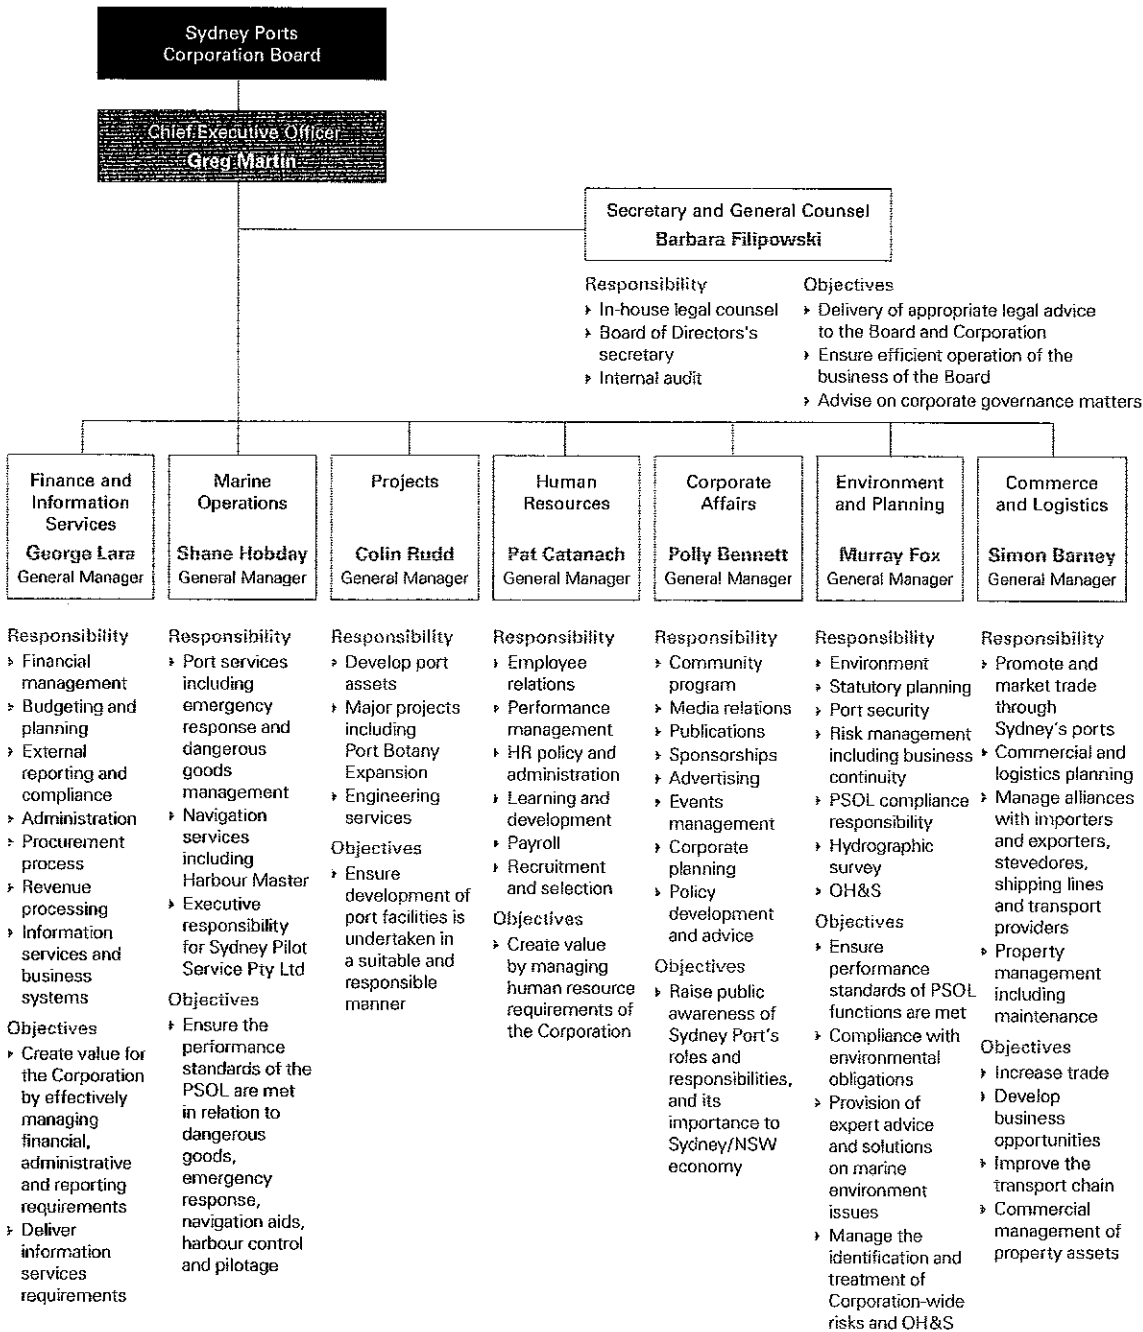 Sydney Ports
Corporation Board
Chief Executive Officer
Greg Martin
Secretary and General Counsel
Barbara Filipowski
Responsibility
› In-house legal counsel
› Board of Directors's
secretary
› Internal audit
Objectives
› Delivery of appropriate legal advice
to the Board and Corporation
› Ensure efficient operation of the
business of the Board
› Advise on corporate governance matters
Finance and
Information
Services
George Lara
General Manager
Responsibility
› Financial
management
› Budgeting and
planning
› External
reporting and
compliance
› Administration
› Procurement
process
› Revenue
processing
› Information
services and
business
systems
Objectives
› Create value for
the Corporation
by effectively
managing
financial,
administrative
and reporting
requirements
› Deliver
information
services
requirements
Marine
Operations
Shane Hobday
General Manager
Responsibility
› Port services
including
emergency
response and
dangerous
goods
management
› Navigation
services
including
Harbour Master
› Executive
responsibility
for Sydney Pilot
Service Pty Ltd
Objectives
› Ensure the
performance
standards of the
PSOL are met
in relation to
dangerous
goods,
emergency
response,
navigation aids,
harbour control
and pilotage
Projects
Colin Rudd
General Manager
Responsibility
› Develop port
assets
› Major projects
including
Port Botany
Expansion
› Engineering
services
Objectives
› Ensure
development of
port facilities is
undertaken in
a suitable and
responsible
manner
Human
Resources
Pat Catanach
General Manager
Responsibility
› Employee
relations
› Performance
management
› HR policy and
administration
› Learning and
development
› Payroll
› Recruitment
and selection
Objectives
› Create value
by managing
human resource
requirements of
the Corporation
Corporate
Affairs
Polly Bennett
General Manager
Responsibility
› Community
program
› Media relations
› Publications
› Sponsorships
› Advertising
› Events
management
› Corporate
planning
› Policy
development
and advice
Objectives
› Raise public
awareness of
Sydney Port's
roles and
responsibilities,
and its
importance to
Sydney/NSW
economy
Environment
and Planning
Murray Fox
General Manager
Responsibility
› Environment
› Statutory planning
› Port security
› Risk management
including business
continuity
› PSOL compliance
responsibility
› Hydrographic
survey
› OH&S
Objectives
› Ensure
performance
standards of PSOL
functions are met
› Compliance with
environmental
obligations
› Provision of
expert advice
and solutions
on marine
environment
issues
› Manage the
identification and
treatment of
Corporation-wide
risks and OH&S
Commerce
and Logistics
Simon Barney
General Manager
Responsibility
› Promote and
market trade
through
Sydney's ports
› Commercial and
logistics planning
› Manage alliances
with importers
and exporters,
stevedores,
shipping lines
and transport
providers
› Property
management
including
maintenance
Objectives
› Increase trade
› Develop
business
opportunities
› Improve the
transport chain
› Commercial
management of
property assets